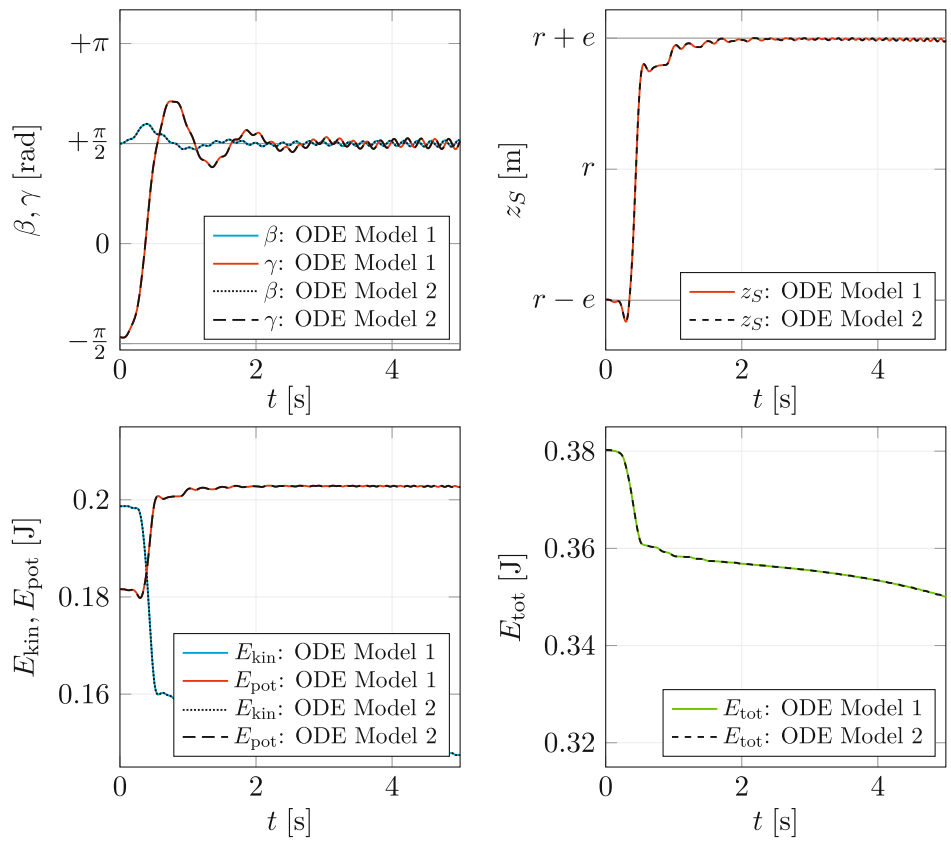 +π
+π/2
0
−π/2
β, γ [rad]
β: ODE Model 1
γ: ODE Model 1
β: ODE Model 2
γ: ODE Model 2
0 2 4
t [s]
r + e
r
r − e
z_S [m]
z_S: ODE Model 1
z_S: ODE Model 2
0 2 4
t [s]
0.2
0.18
0.16
E_kin, E_pot [J]
E_kin: ODE Model 1
E_pot: ODE Model 1
E_kin: ODE Model 2
E_pot: ODE Model 2
0 2 4
t [s]
0.38
0.36
0.34
0.32
E_tot [J]
E_tot: ODE Model 1
E_tot: ODE Model 2
0 2 4
t [s]